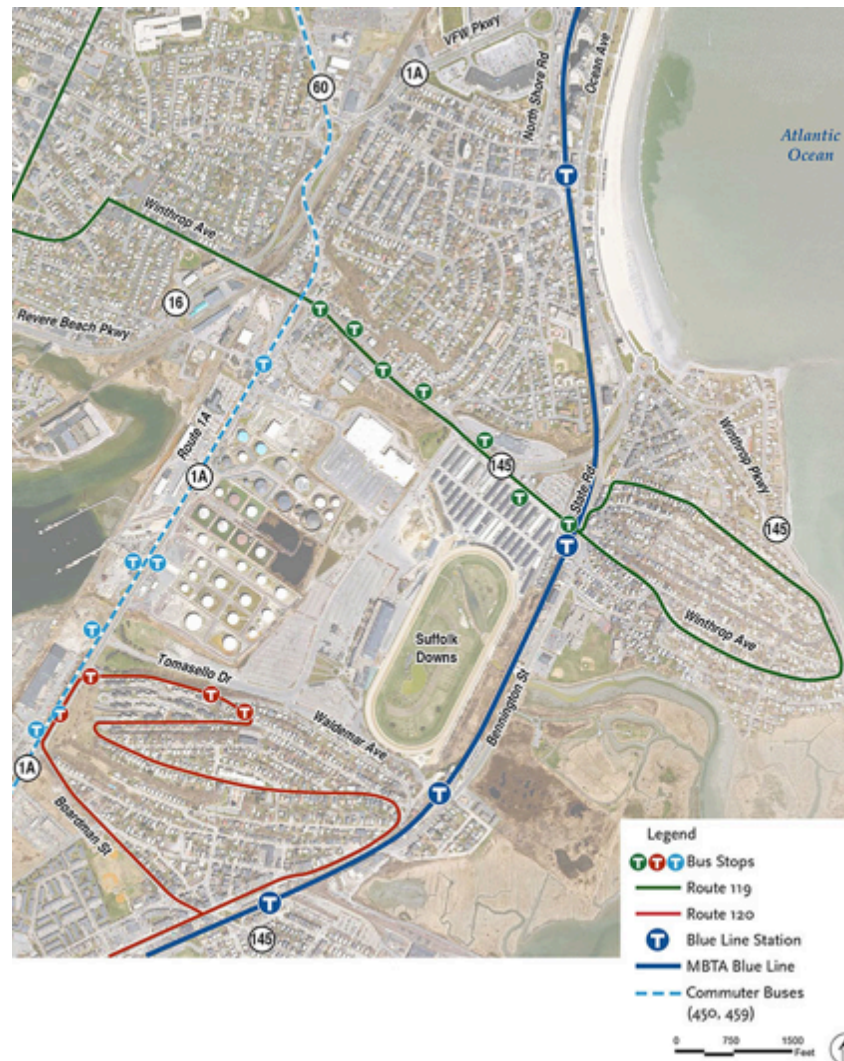 VFW Pkwy
1A
60
North Shore Rd
Ocean Ave
Atlantic
Ocean
T
Winthrop Ave
16
Revere Beach Pkwy
T
T
T
T
T
Route 1A
1A
T
145
T
State Rd
T
T
Winthrop Pkwy
145
T T
T
Suffolk
Downs
Winthrop Ave
Tomasello Dr
T
T
T
T
T
Waldemar Ave
Bennington St
1A
T
Boardman St
T
145
Legend
T T T Bus Stops
Route 119
Route 120
T Blue Line Station
MBTA Blue Line
Commuter Buses
(450, 459)
0 750 1500
Feet